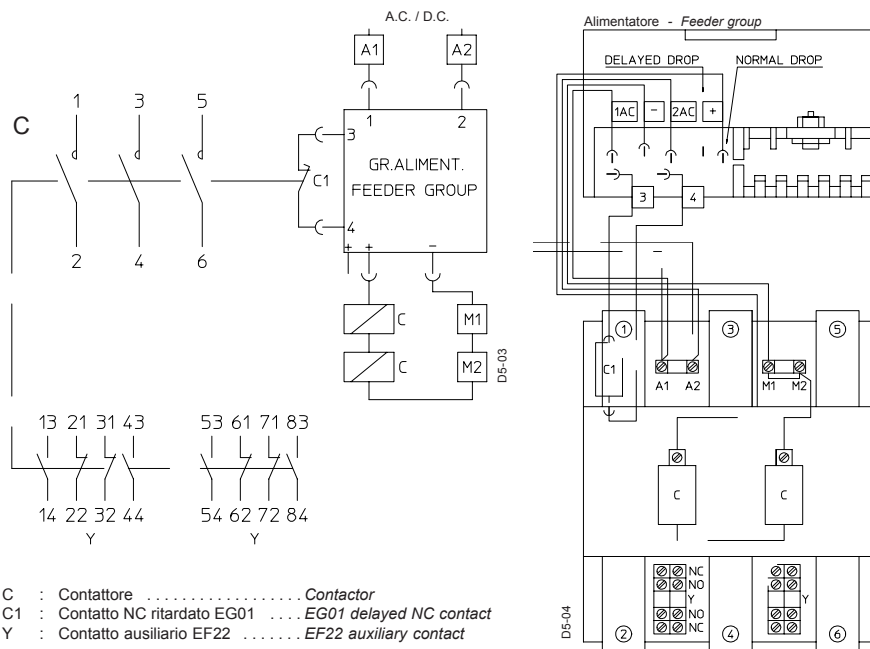 A.C. / D.C.
A1 A2
1 2
C
1 3 5
3
C1
GR.ALIMENT.
FEEDER GROUP
4
+ + −
2 4 6
C M1
C M2
D5-03
13 21 31 43 53 61 71 83
14 22 32 44 54 62 72 84
Y Y
C : Contattore . . . . . . . . . . . . . . . . . . Contactor
C1 : Contatto NC ritardato EG01 . . . . EG01 delayed NC contact
Y : Contatto ausiliario EF22 . . . . . . . EF22 auxiliary contact
Alimentatore - Feeder group
DELAYED DROP NORMAL DROP
1AC − 2AC +
3 4
−
1 3 5
C1
A1 A2 M1 M2
C C
NC
NO
Y Y
NO
NC
D5-04
2 4 6